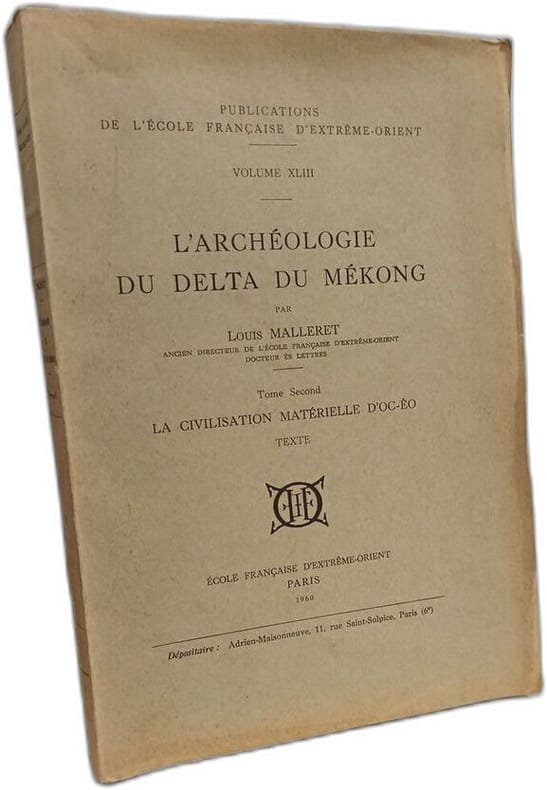 PUBLICATIONS
DE L'ÉCOLE FRANÇAISE D'EXTRÊME-ORIENT
VOLUME XLIII
L'ARCHÉOLOGIE
DU DELTA DU MÉKONG
PAR
LOUIS MALLERET
ANCIEN DIRECTEUR DE L'ÉCOLE FRANÇAISE D'EXTRÊME-ORIENT
DOCTEUR ÈS LETTRES
Tome Second
LA CIVILISATION MATÉRIELLE D'OC-ÈO
TEXTE
ÉCOLE FRANÇAISE D'EXTRÊME-ORIENT
PARIS
1960
Dépositaire : Adrien-Maisonneuve, 11, rue Saint-Sulpice, Paris (6e)